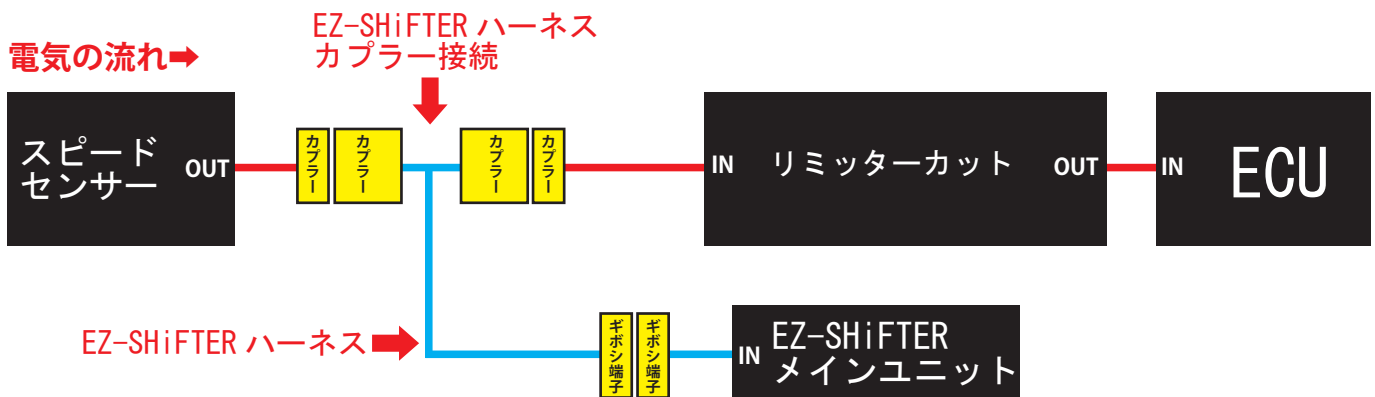 EZ-SHiFTER ハーネス
カプラー接続
電気の流れ➡
スピード
センサー
OUT
カプラー
カプラー
カプラー
カプラー
IN
リミッターカット
OUT
IN
ECU
EZ-SHiFTER ハーネス
ギボシ端子
ギボシ端子
IN
EZ-SHiFTER
メインユニット